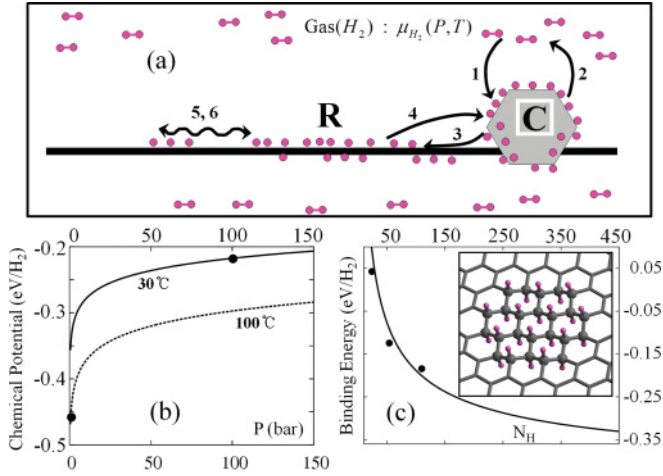 Gas(H₂) : μ_H₂(P,T)
(a)
1
2
C
R
4
3
5, 6
0 50 100 150
-0.2
-0.3
-0.4
-0.5
Chemical Potential (eV/H₂)
30℃
100℃
(b)
P (bar)
0 50 100 150
50 150 250 350 450
0.05
-0.05
-0.15
-0.25
-0.35
Binding Energy (eV/H₂)
(c)
N_H